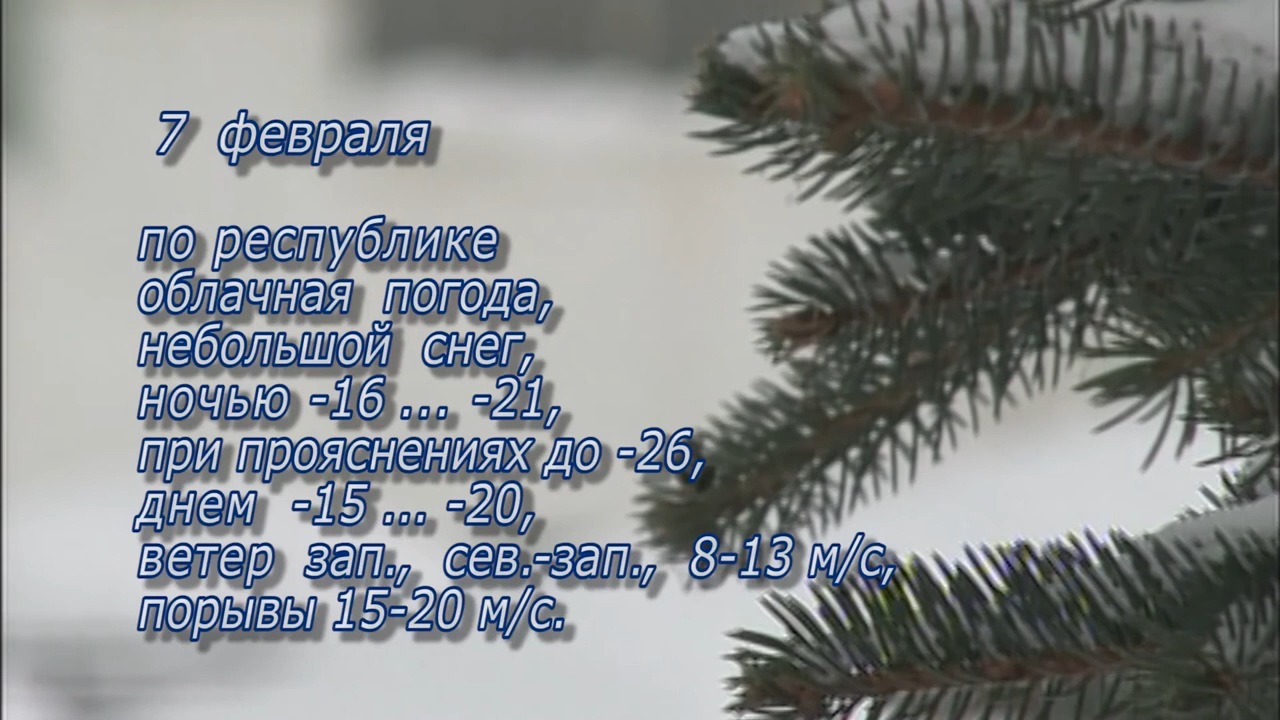 7 февраля
по республике
облачная погода,
небольшой снег,
ночью -16 ... -21,
при прояснениях до -26,
днем -15 ... -20,
ветер зап., сев.-зап., 8-13 м/с,
порывы 15-20 м/с.